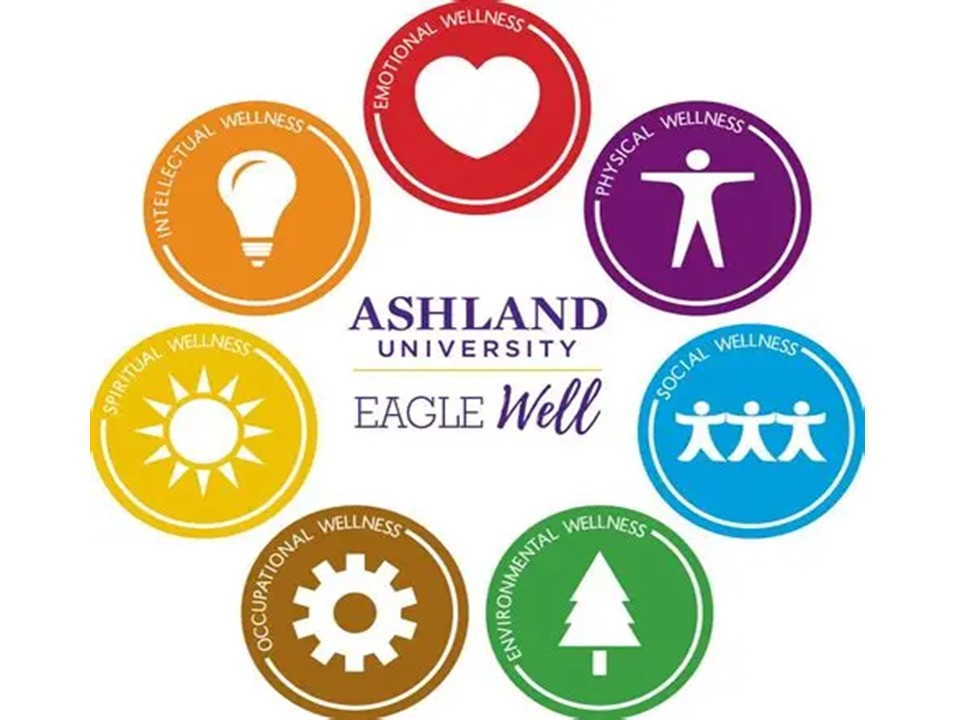 EMOTIONAL WELLNESS
INTELLECTUAL WELLNESS
PHYSICAL WELLNESS
ASHLAND
UNIVERSITY
EAGLE Well
SPIRITUAL WELLNESS
SOCIAL WELLNESS
OCCUPATIONAL WELLNESS
ENVIRONMENTAL WELLNESS